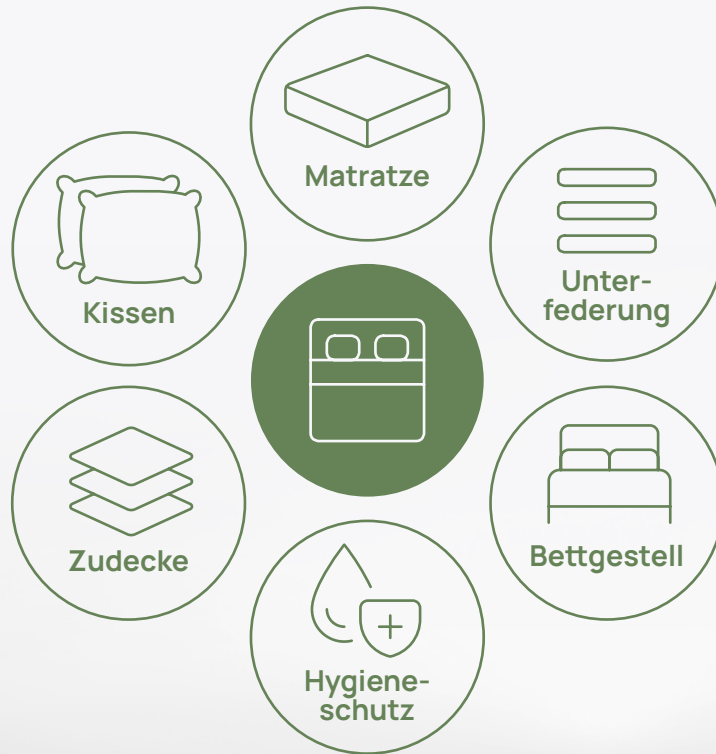 Matratze
Unter-
federung
Bettgestell
Hygiene-
schutz
Zudecke
Kissen